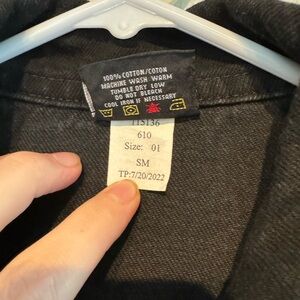 100% COTTON/COTON
MACHINE WASH WARM
TUMBLE DRY LOW
DO NOT BLEACH
COOL IRON IF NECESSARY
115136
610
Size: 01
SM
TP:7/20/2022